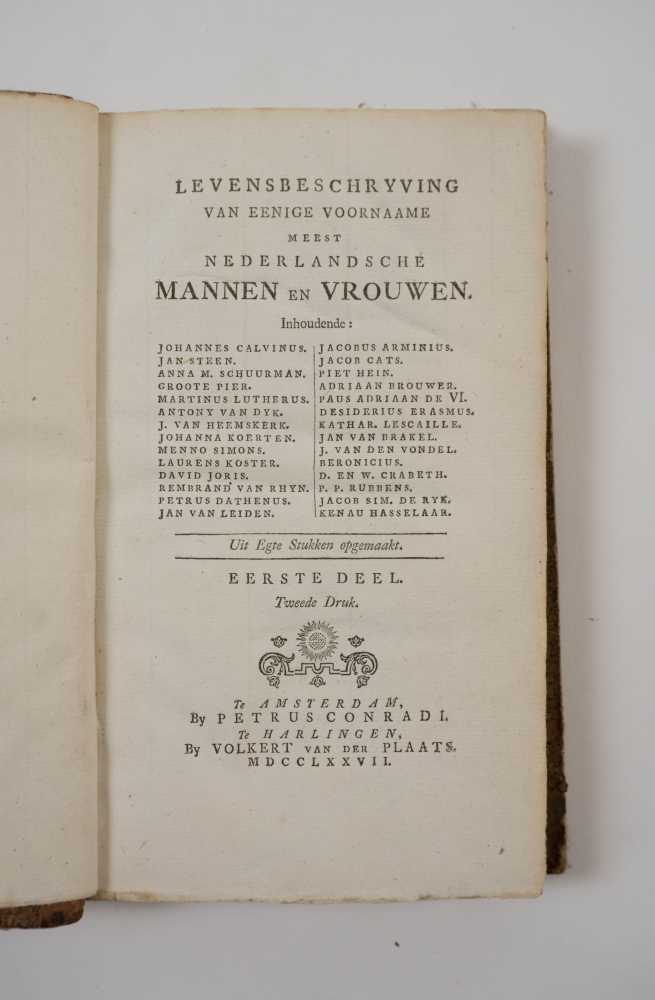 LEVENSBESCHRYVING
VAN EENIGE VOORNAAME
MEEST
NEDERLANDSCHE
MANNEN EN VROUWEN.
Inhoudende:
JOHANNES CALVINUS.
JAN STEEN.
ANNA M. SCHUURMAN.
GROOTE PIER.
MARTINUS LUTHERUS.
ANTONY VAN DYK.
J. VAN HEEMSKERK.
JOHANNA KOERTEN.
MENNO SIMONS.
LAURENS KOSTER.
DAVID JORIS.
REMBRAND VAN RHYN.
PETRUS DATHENUS.
JAN VAN LEIDEN.
JACOBUS ARMINIUS.
JACOB CATS.
PIET HEIN.
ADRIAAN BROUWER.
PAUS ADRIAAN DE VI.
DESIDERIUS ERASMUS.
KATHAR. LESCAILLE.
JAN VAN BRAKEL.
J. VAN DEN VONDEL.
BERONICIUS.
D. EN W. CRABETH.
P. P. RUBBENS.
JACOB SIM. DE RYK.
KENAU HASSELAAR.
Uit Egte Stukken opgemaakt.
EERSTE DEEL.
Tweede Druk.
Te AMSTERDAM,
By PETRUS CONRADI.
Te HARLINGEN,
By VOLKERT VAN DER PLAATS.
MDCCLXXVII.